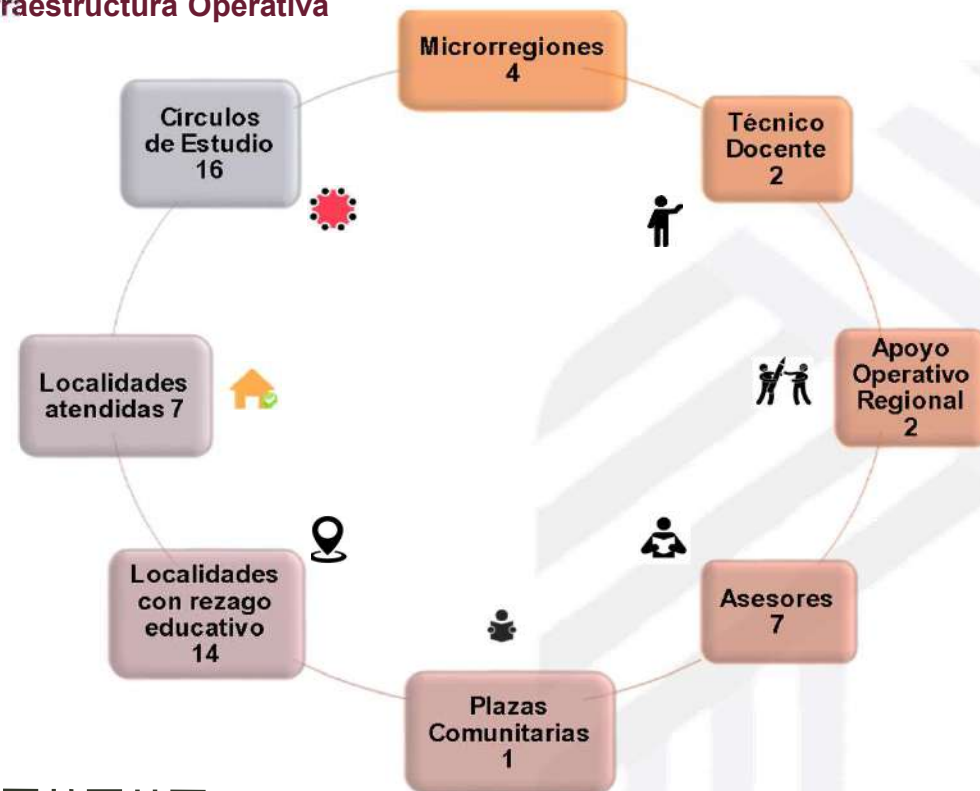 raestructura Operativa
Microrregiones
4
Técnico
Docente
2
Apoyo
Operativo
Regional
2
Asesores
7
Plazas
Comunitarias
1
Localidades
con rezago
educativo
14
Localidades
atendidas 7
Círculos
de Estudio
16